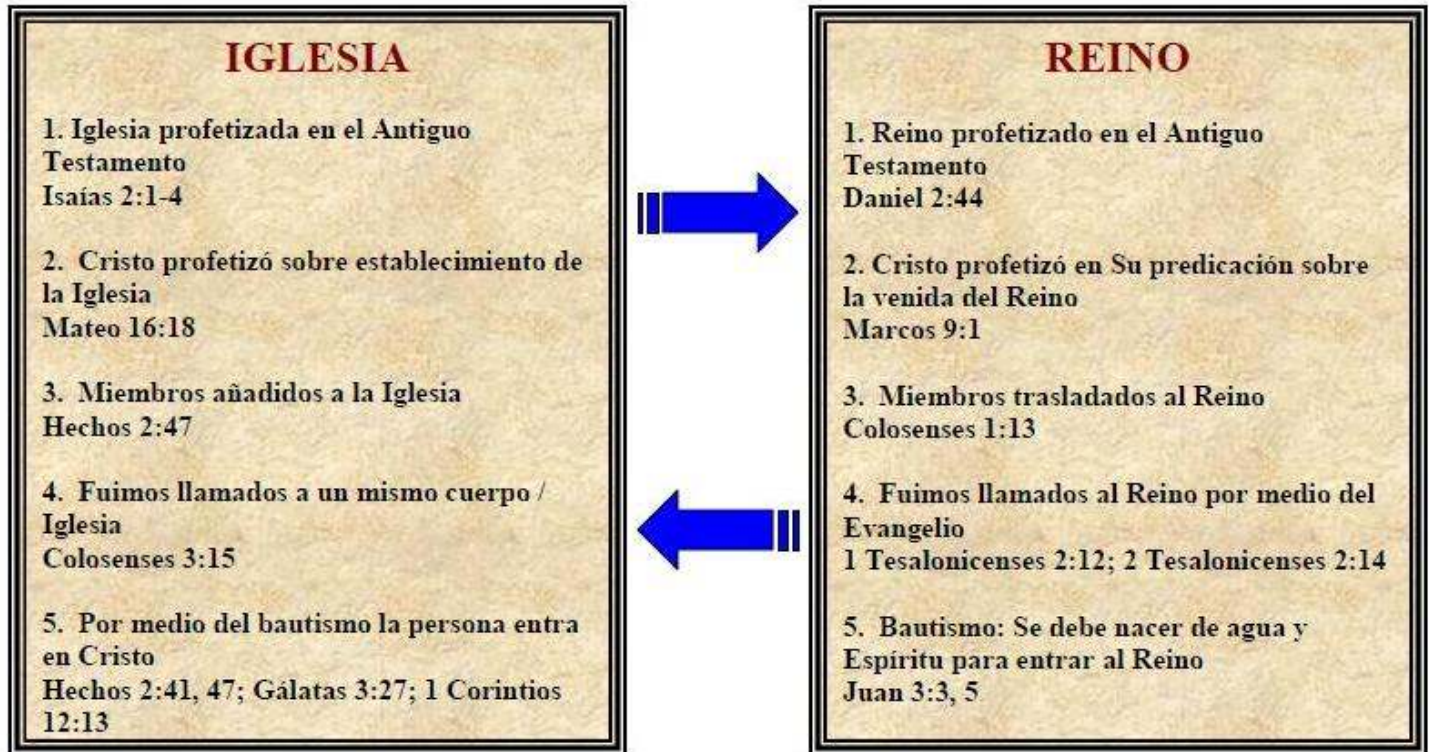 IGLESIA
1. Iglesia profetizada en el Antiguo
Testamento
Isaías 2:1-4
2. Cristo profetizó sobre establecimiento de
la Iglesia
Mateo 16:18
3. Miembros añadidos a la Iglesia
Hechos 2:47
4. Fuimos llamados a un mismo cuerpo /
Iglesia
Colosenses 3:15
5. Por medio del bautismo la persona entra
en Cristo
Hechos 2:41, 47; Gálatas 3:27; 1 Corintios
12:13
REINO
1. Reino profetizado en el Antiguo
Testamento
Daniel 2:44
2. Cristo profetizó en Su predicación sobre
la venida del Reino
Marcos 9:1
3. Miembros trasladados al Reino
Colosenses 1:13
4. Fuimos llamados al Reino por medio del
Evangelio
1 Tesalonicenses 2:12; 2 Tesalonicenses 2:14
5. Bautismo: Se debe nacer de agua y
Espíritu para entrar al Reino
Juan 3:3, 5